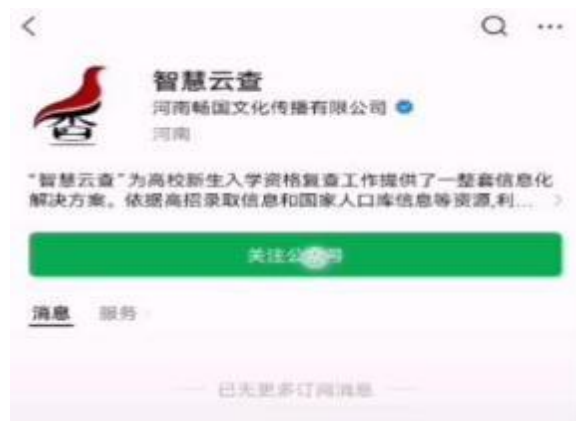 智慧云查
河南畅国文化传播有限公司
河南
“智慧云查”为高校新生入学资格复查工作提供了一整套信息化
解决方案。依据高招录取信息和国家人口库信息等资源,利...
关注公众号
消息 服务
已无更多订阅消息